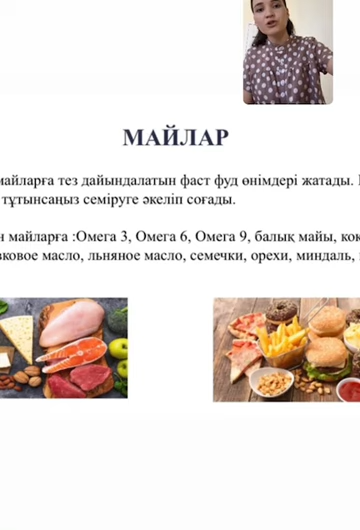 МАЙЛАР
майларға тез дайындалатын фаст фуд өнімдері жатады.
тұтынсаңыз семіруге әкеліп соғады.
майларға :Омега 3, Омега 6, Омега 9, балық майы,
масло, льняное масло, семечки, орехи, миндаль,